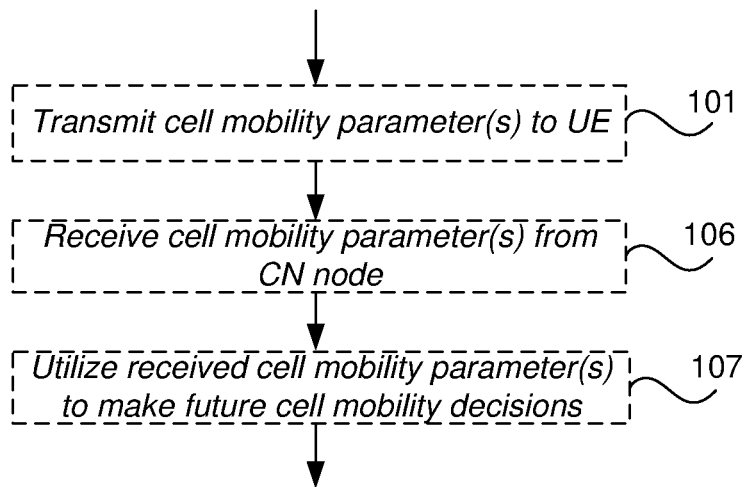 Transmit cell mobility parameter(s) to UE
101
Receive cell mobility parameter(s) from
CN node
106
Utilize received cell mobility parameter(s)
to make future cell mobility decisions
107